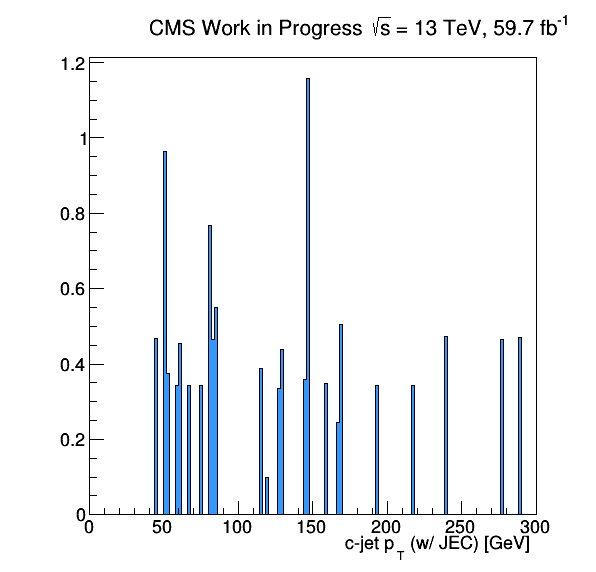 CMS Work in Progress √s = 13 TeV, 59.7 fb⁻¹
1.2
1
0.8
0.6
0.4
0.2
0
0 50 100 150 200 250 300
c-jet p_T (w/ JEC) [GeV]